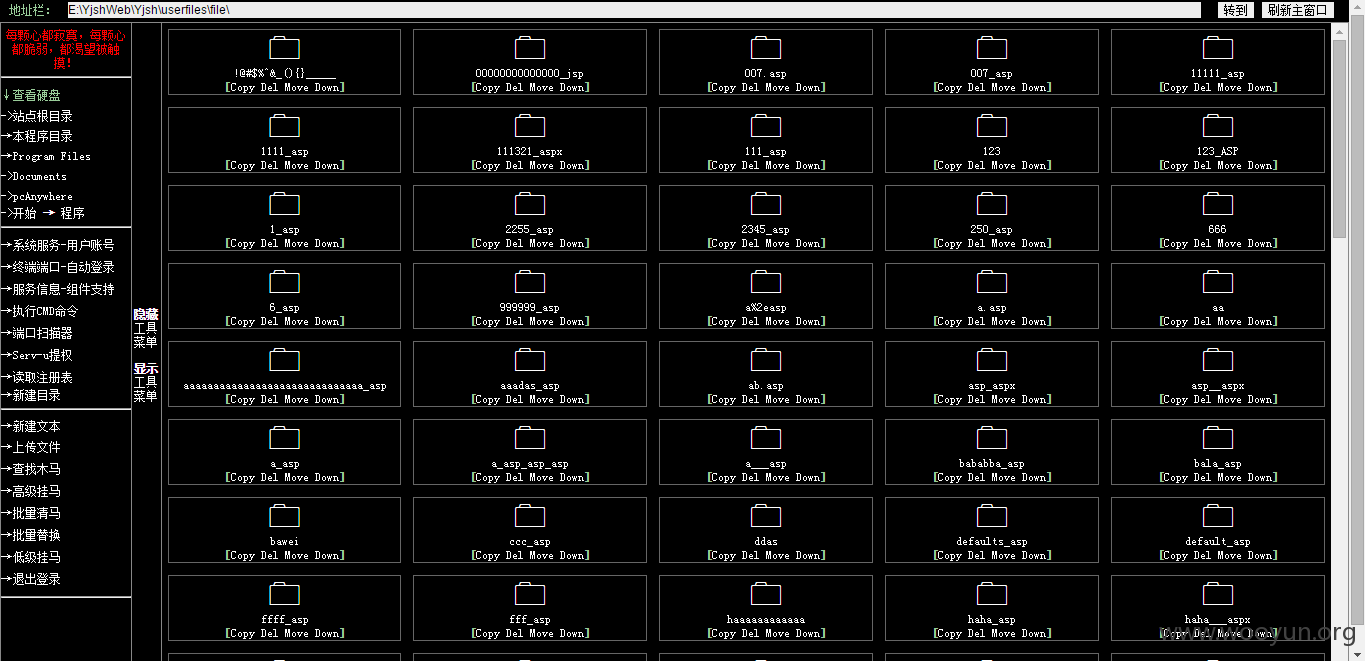 地址栏： E:\YjshWeb\Yjsh\userfiles\file\ 转到 刷新主窗口
每颗心都寂寞，每颗心
都脆弱，都渴望被触
摸！
↓查看硬盘
->站点根目录
→本程序目录
→Program Files
->Documents
->pcAnywhere
->开始 → 程序
→系统服务-用户账号
→终端端口-自动登录
→服务信息-组件支持
→执行CMD命令
→端口扫描器
→Serv-u提权
→读取注册表
→新建目录
→新建文本
→上传文件
→查找木马
→高级挂马
→批量清马
→批量替换
→低级挂马
→退出登录
隐藏
工具
菜单
显示
工具
菜单
!@#$%^&_(){}_____ 00000000000000_jsp 007.asp 007_asp 11111_asp
[Copy Del Move Down] [Copy Del Move Down] [Copy Del Move Down] [Copy Del Move Down] [Copy Del Move Down]
1111_asp 111321_aspx 111_asp 123 123_ASP
[Copy Del Move Down] [Copy Del Move Down] [Copy Del Move Down] [Copy Del Move Down] [Copy Del Move Down]
1_asp 2255_asp 2345_asp 250_asp 666
[Copy Del Move Down] [Copy Del Move Down] [Copy Del Move Down] [Copy Del Move Down] [Copy Del Move Down]
6_asp 999999_asp a%2easp a.asp aa
[Copy Del Move Down] [Copy Del Move Down] [Copy Del Move Down] [Copy Del Move Down] [Copy Del Move Down]
aaaaaaaaaaaaaaaaaaaaaaaaaaaaaa_asp aaadas_asp ab.asp asp_aspx asp__aspx
[Copy Del Move Down] [Copy Del Move Down] [Copy Del Move Down] [Copy Del Move Down] [Copy Del Move Down]
a_asp a_asp_asp_asp a___asp bababba_asp bala_asp
[Copy Del Move Down] [Copy Del Move Down] [Copy Del Move Down] [Copy Del Move Down] [Copy Del Move Down]
bawei ccc_asp ddas defaults_asp default_asp
[Copy Del Move Down] [Copy Del Move Down] [Copy Del Move Down] [Copy Del Move Down] [Copy Del Move Down]
ffff_asp fff_asp haaaaaaaaaaaa haha_asp haha___aspx
[Copy Del Move Down] [Copy Del Move Down] [Copy Del Move Down] [Copy Del Move Down] [Copy Del Move Down]
www.wooyun.org